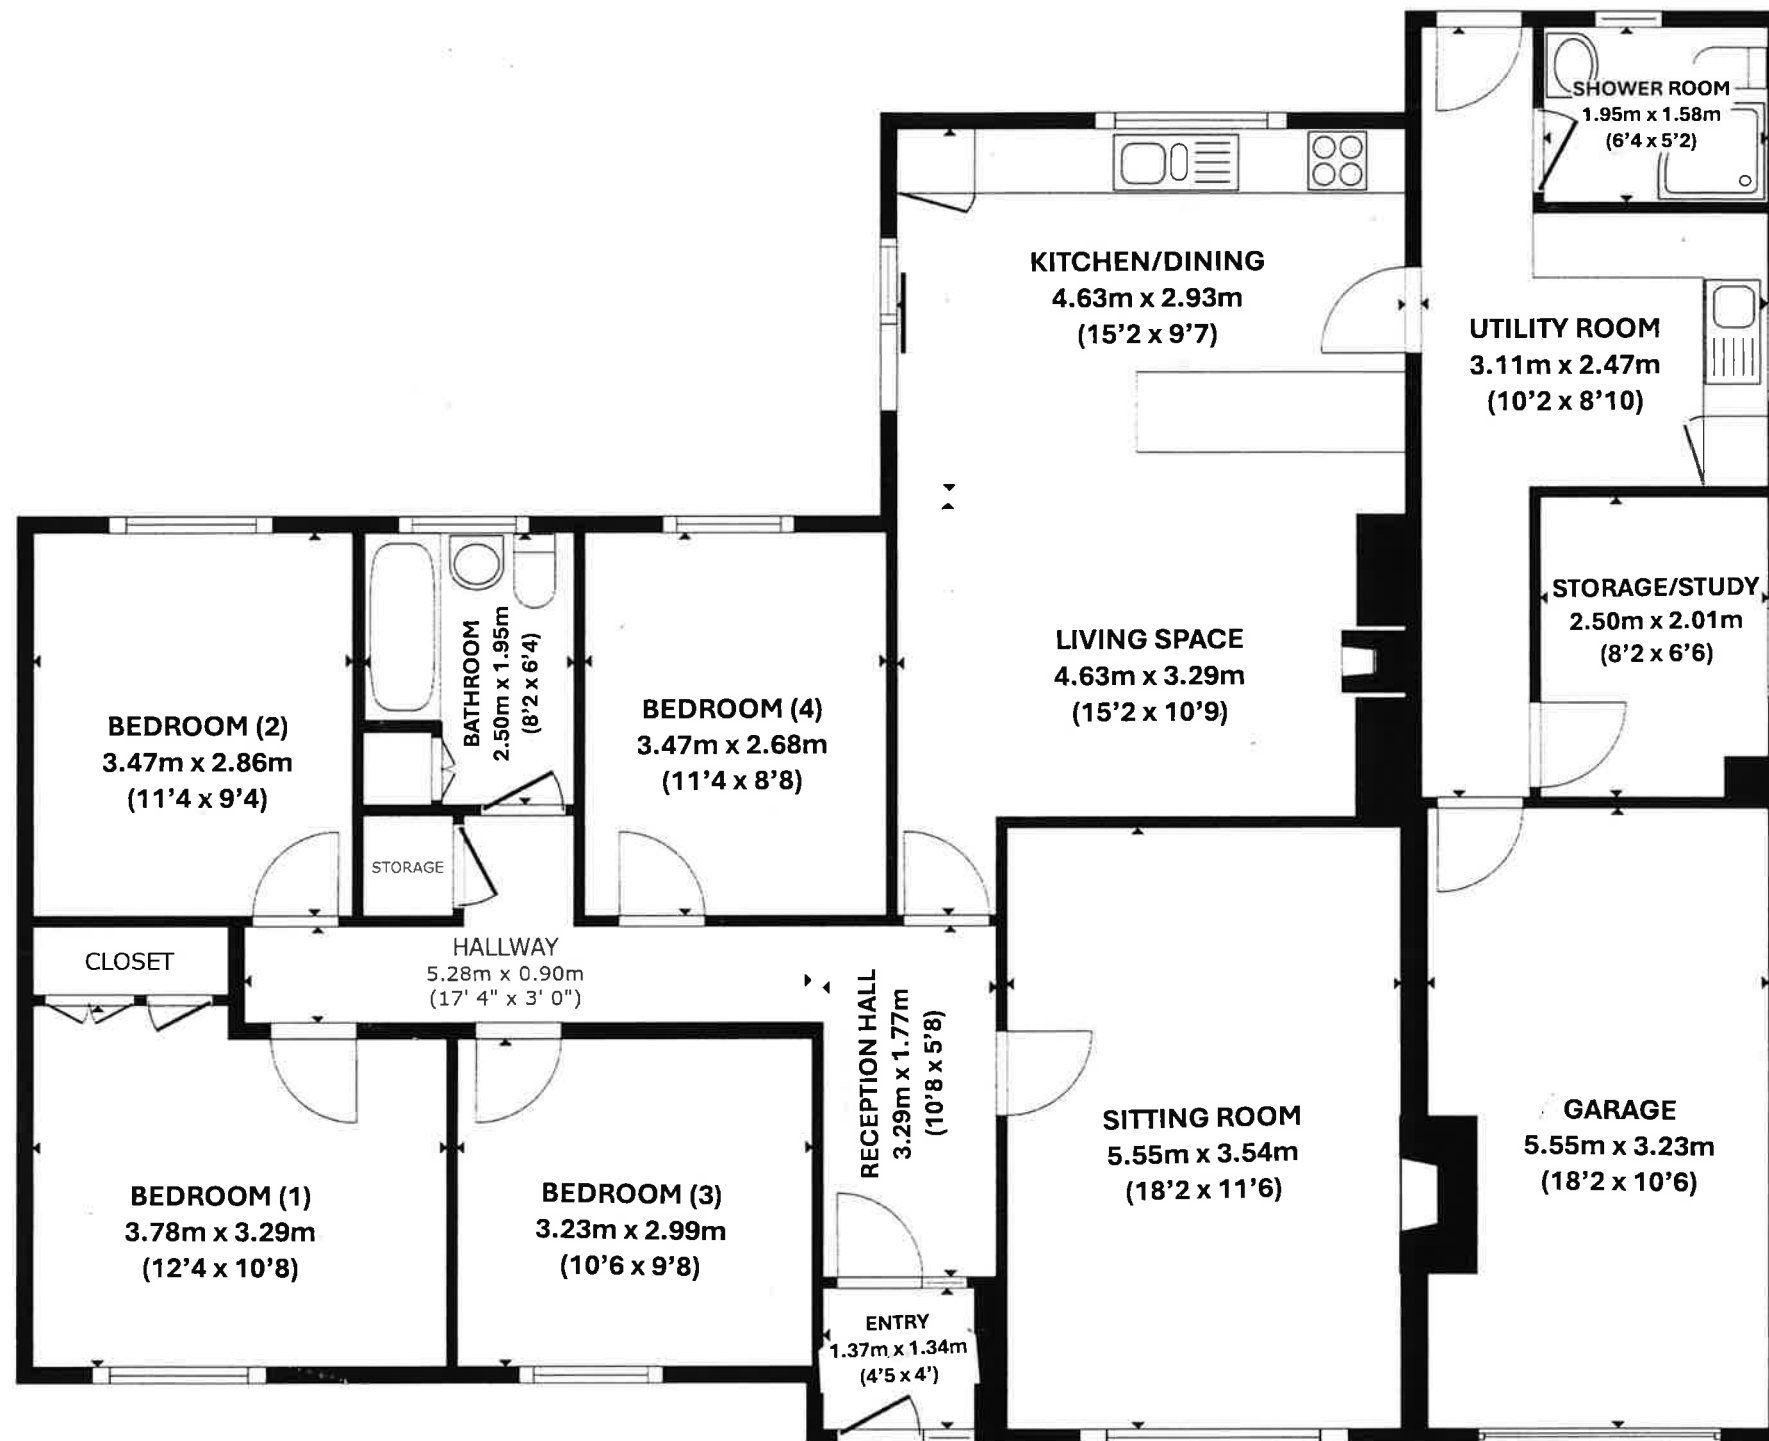 SHOWER ROOM
1.95m x 1.58m
(6'4 x 5'2)
KITCHEN/DINING
4.63m x 2.93m
(15'2 x 9'7)
UTILITY ROOM
3.11m x 2.47m
(10'2 x 8'10)
STORAGE/STUDY
2.50m x 2.01m
(8'2 x 6'6)
LIVING SPACE
4.63m x 3.29m
(15'2 x 10'9)
BEDROOM (2)
3.47m x 2.86m
(11'4 x 9'4)
BATHROOM
2.50m x 1.95m
(8'2 x 6'4)
BEDROOM (4)
3.47m x 2.68m
(11'4 x 8'8)
STORAGE
CLOSET
HALLWAY
5.28m x 0.90m
(17' 4" x 3' 0")
RECEPTION HALL
3.29m x 1.77m
(10'8 x 5'8)
SITTING ROOM
5.55m x 3.54m
(18'2 x 11'6)
GARAGE
5.55m x 3.23m
(18'2 x 10'6)
BEDROOM (1)
3.78m x 3.29m
(12'4 x 10'8)
BEDROOM (3)
3.23m x 2.99m
(10'6 x 9'8)
ENTRY
1.37m x 1.34m
(4'5 x 4')